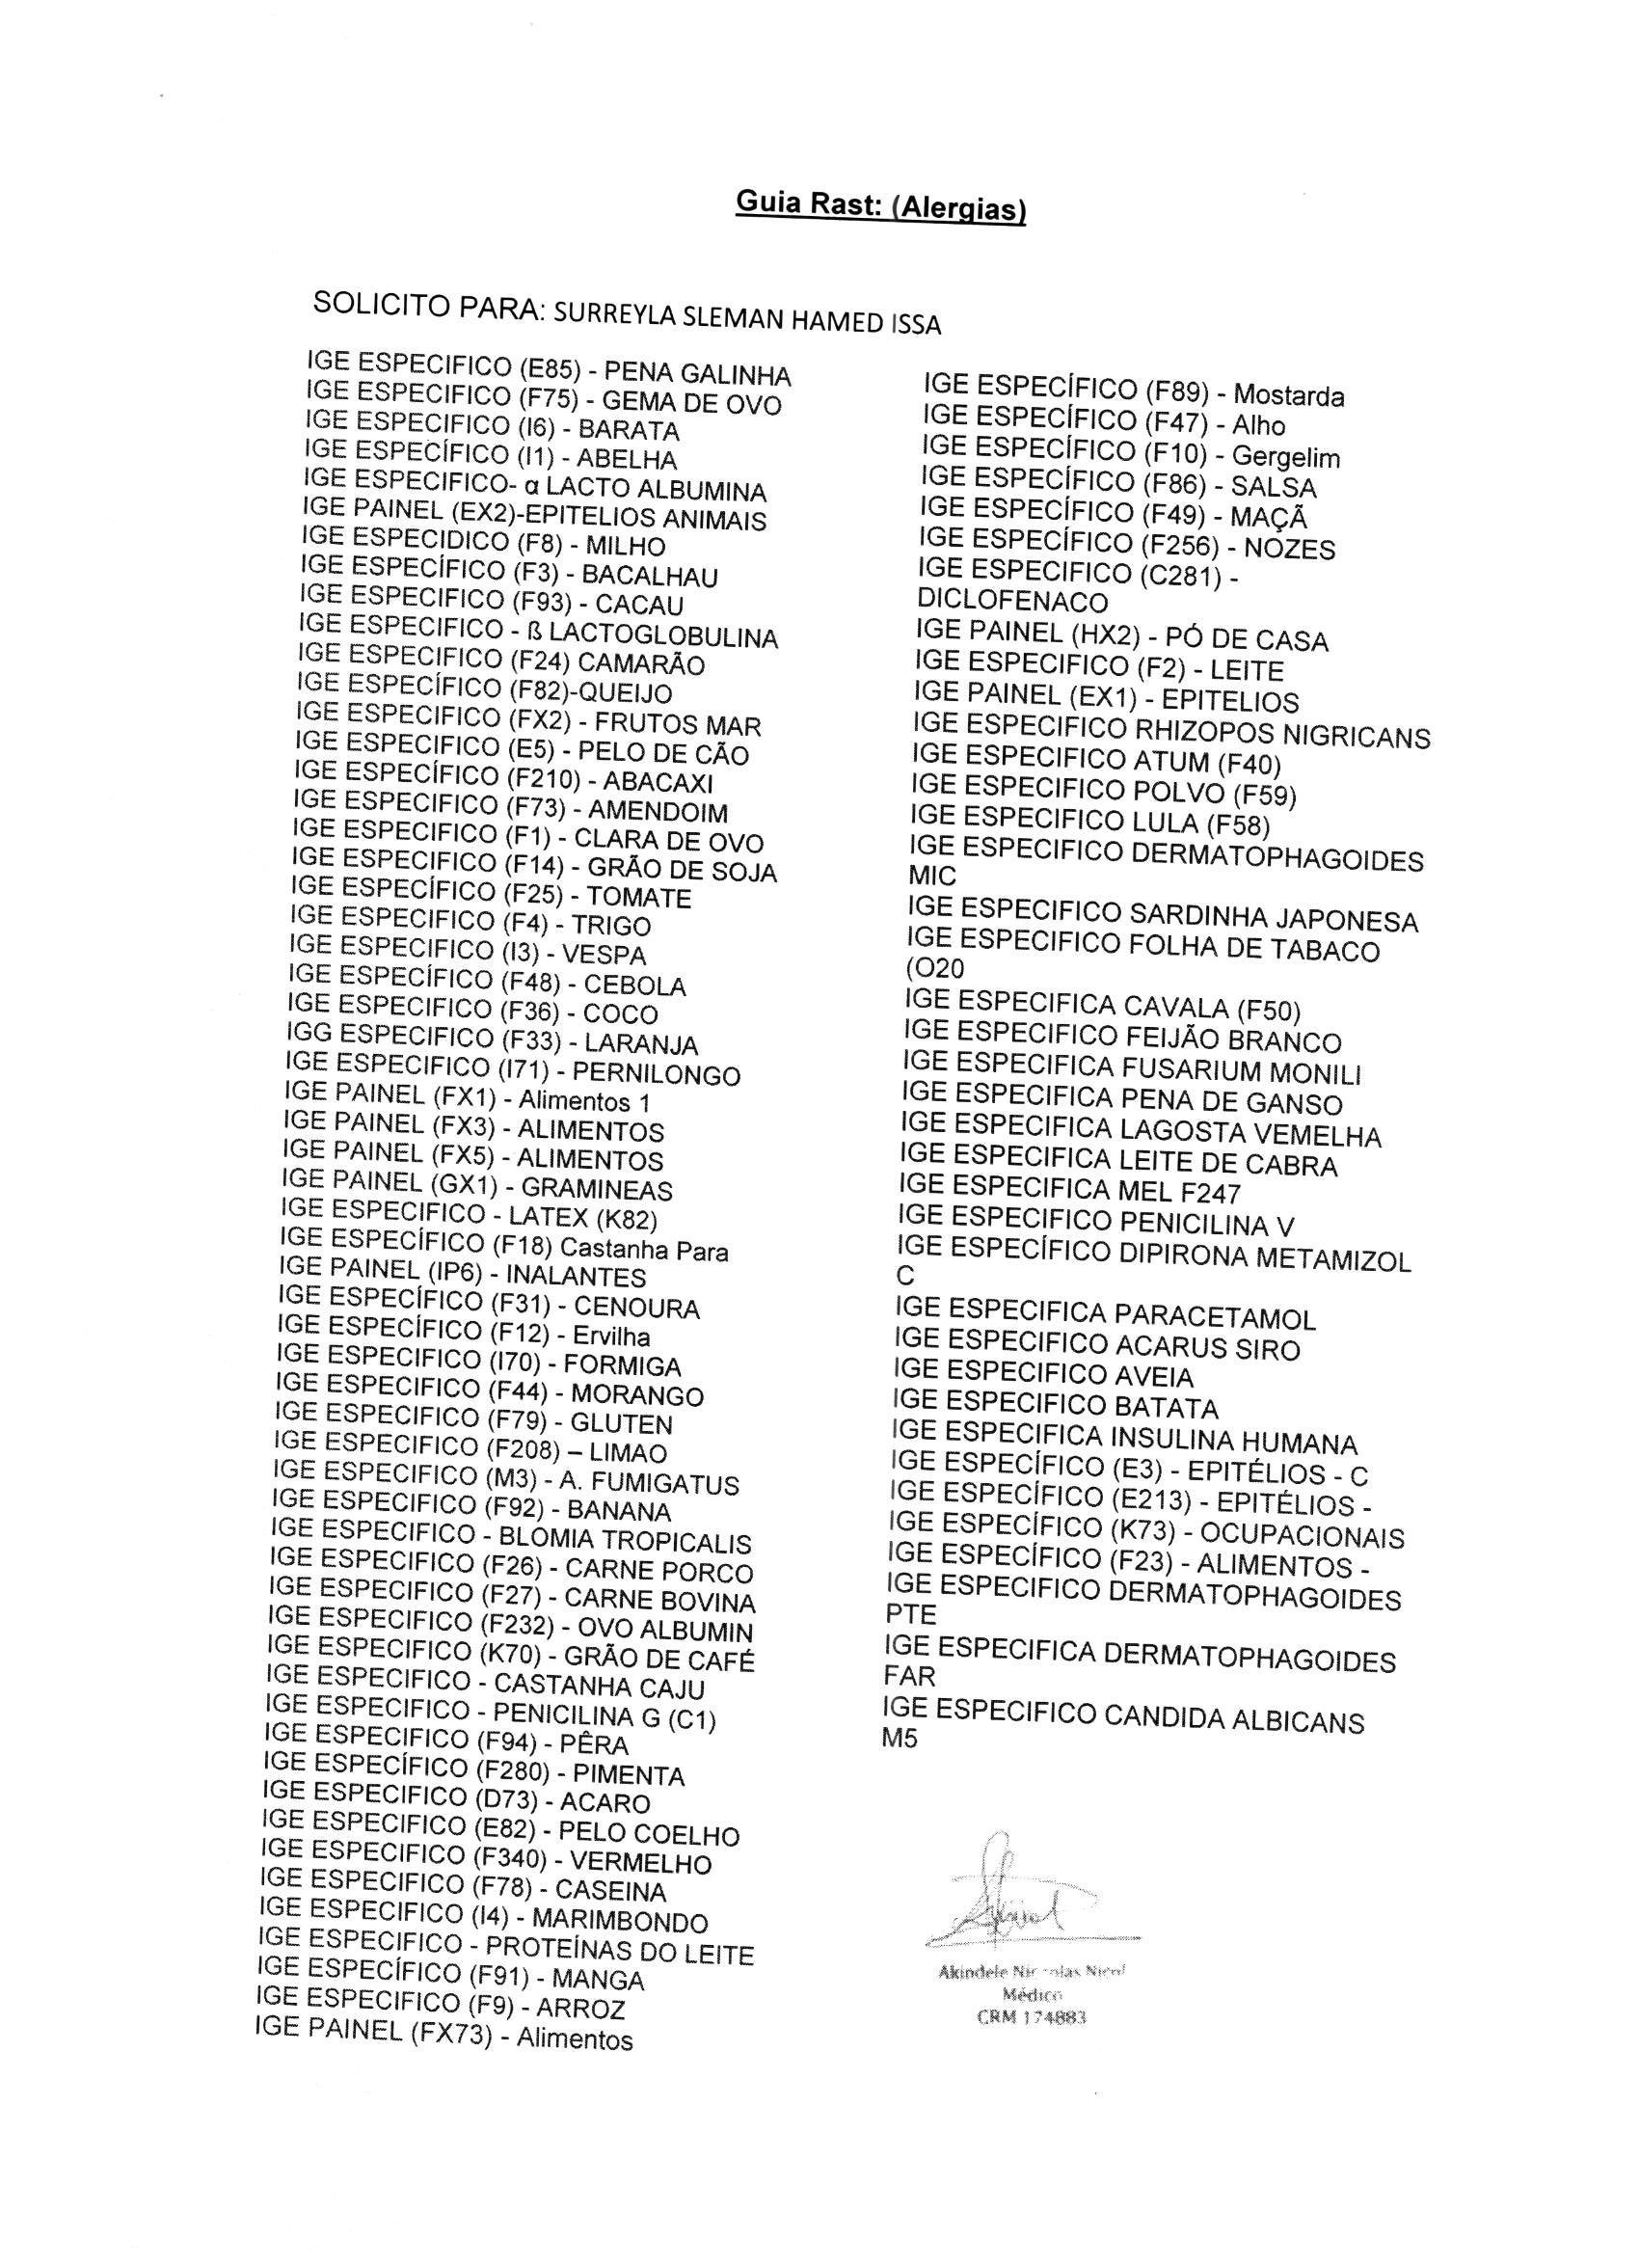 Guia Rast: (Alergias)
SOLICITO PARA: SURREYLA SLEMAN HAMED ISSA
IGE ESPECIFICO (E85) - PENA GALINHA
IGE ESPECIFICO (F75) - GEMA DE OVO
IGE ESPECIFICO (I6) - BARATA
IGE ESPECÍFICO (I1) - ABELHA
IGE ESPECIFICO- α LACTO ALBUMINA
IGE PAINEL (EX2)-EPITELIOS ANIMAIS
IGE ESPECIDICO (F8) - MILHO
IGE ESPECÍFICO (F3) - BACALHAU
IGE ESPECIFICO (F93) - CACAU
IGE ESPECIFICO - ß LACTOGLOBULINA
IGE ESPECIFICO (F24) CAMARÃO
IGE ESPECÍFICO (F82)-QUEIJO
IGE ESPECIFICO (FX2) - FRUTOS MAR
IGE ESPECIFICO (E5) - PELO DE CÃO
IGE ESPECÍFICO (F210) - ABACAXI
IGE ESPECIFICO (F73) - AMENDOIM
IGE ESPECIFICO (F1) - CLARA DE OVO
IGE ESPECIFICO (F14) - GRÃO DE SOJA
IGE ESPECÍFICO (F25) - TOMATE
IGE ESPECIFICO (F4) - TRIGO
IGE ESPECIFICO (I3) - VESPA
IGE ESPECÍFICO (F48) - CEBOLA
IGE ESPECIFICO (F36) - COCO
IGG ESPECIFICO (F33) - LARANJA
IGE ESPECIFICO (I71) - PERNILONGO
IGE PAINEL (FX1) - Alimentos 1
IGE PAINEL (FX3) - ALIMENTOS
IGE PAINEL (FX5) - ALIMENTOS
IGE PAINEL (GX1) - GRAMINEAS
IGE ESPECIFICO - LATEX (K82)
IGE ESPECÍFICO (F18) Castanha Para
IGE PAINEL (IP6) - INALANTES
IGE ESPECÍFICO (F31) - CENOURA
IGE ESPECÍFICO (F12) - Ervilha
IGE ESPECIFICO (I70) - FORMIGA
IGE ESPECIFICO (F44) - MORANGO
IGE ESPECIFICO (F79) - GLUTEN
IGE ESPECIFICO (F208) – LIMAO
IGE ESPECIFICO (M3) - A. FUMIGATUS
IGE ESPECIFICO (F92) - BANANA
IGE ESPECIFICO - BLOMIA TROPICALIS
IGE ESPECIFICO (F26) - CARNE PORCO
IGE ESPECIFICO (F27) - CARNE BOVINA
IGE ESPECIFICO (F232) - OVO ALBUMIN
IGE ESPECIFICO (K70) - GRÃO DE CAFÉ
IGE ESPECIFICO - CASTANHA CAJU
IGE ESPECIFICO - PENICILINA G (C1)
IGE ESPECIFICO (F94) - PÊRA
IGE ESPECÍFICO (F280) - PIMENTA
IGE ESPECIFICO (D73) - ACARO
IGE ESPECIFICO (E82) - PELO COELHO
IGE ESPECIFICO (F340) - VERMELHO
IGE ESPECIFICO (F78) - CASEINA
IGE ESPECIFICO (I4) - MARIMBONDO
IGE ESPECIFICO - PROTEÍNAS DO LEITE
IGE ESPECÍFICO (F91) - MANGA
IGE ESPECIFICO (F9) - ARROZ
IGE PAINEL (FX73) - Alimentos
IGE ESPECÍFICO (F89) - Mostarda
IGE ESPECÍFICO (F47) - Alho
IGE ESPECÍFICO (F10) - Gergelim
IGE ESPECÍFICO (F86) - SALSA
IGE ESPECÍFICO (F49) - MAÇÃ
IGE ESPECÍFICO (F256) - NOZES
IGE ESPECIFICO (C281) -
DICLOFENACO
IGE PAINEL (HX2) - PÓ DE CASA
IGE ESPECIFICO (F2) - LEITE
IGE PAINEL (EX1) - EPITELIOS
IGE ESPECIFICO RHIZOPOS NIGRICANS
IGE ESPECIFICO ATUM (F40)
IGE ESPECIFICO POLVO (F59)
IGE ESPECIFICO LULA (F58)
IGE ESPECIFICO DERMATOPHAGOIDES
MIC
IGE ESPECIFICO SARDINHA JAPONESA
IGE ESPECIFICO FOLHA DE TABACO
(O20
IGE ESPECIFICA CAVALA (F50)
IGE ESPECIFICO FEIJÃO BRANCO
IGE ESPECIFICA FUSARIUM MONILI
IGE ESPECIFICA PENA DE GANSO
IGE ESPECIFICA LAGOSTA VEMELHA
IGE ESPECIFICA LEITE DE CABRA
IGE ESPECIFICA MEL F247
IGE ESPECIFICO PENICILINA V
IGE ESPECÍFICO DIPIRONA METAMIZOL
C
IGE ESPECIFICA PARACETAMOL
IGE ESPECIFICO ACARUS SIRO
IGE ESPECIFICO AVEIA
IGE ESPECIFICO BATATA
IGE ESPECIFICA INSULINA HUMANA
IGE ESPECÍFICO (E3) - EPITÉLIOS - C
IGE ESPECÍFICO (E213) - EPITÉLIOS -
IGE ESPECÍFICO (K73) - OCUPACIONAIS
IGE ESPECÍFICO (F23) - ALIMENTOS -
IGE ESPECIFICO DERMATOPHAGOIDES
PTE
IGE ESPECIFICA DERMATOPHAGOIDES
FAR
IGE ESPECIFICO CANDIDA ALBICANS
M5
Akindele Nicol
Médico
CRM 174883